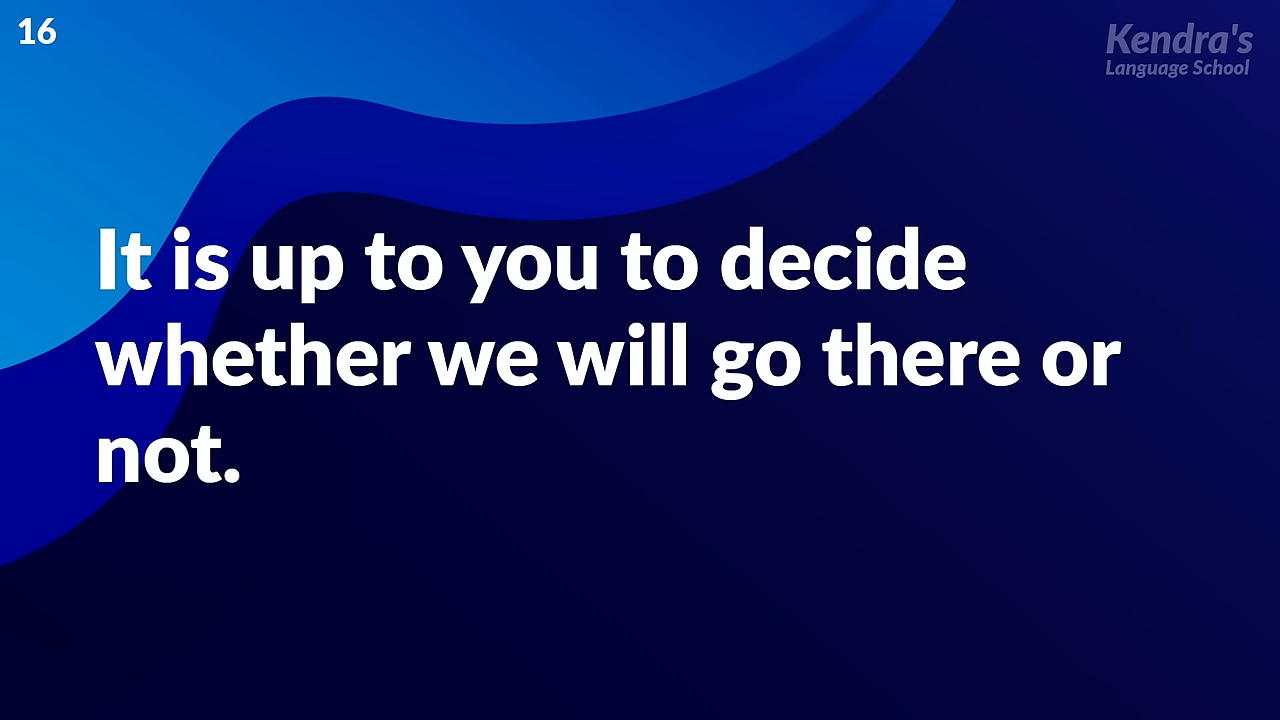 16
Kendra's
Language School
It is up to you to decide
whether we will go there or
not.